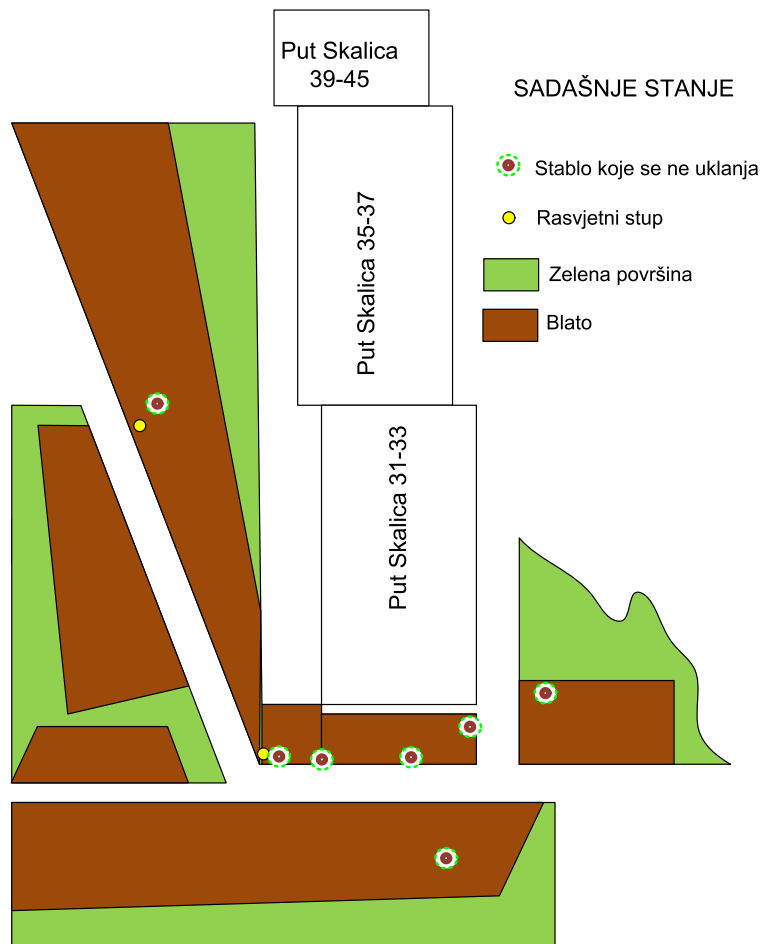 Put Skalica
39-45
SADAŠNJE STANJE
Stablo koje se ne uklanja
Put Skalica 35-37
Rasvjetni stup
Zelena površina
Blato
Put Skalica 31-33